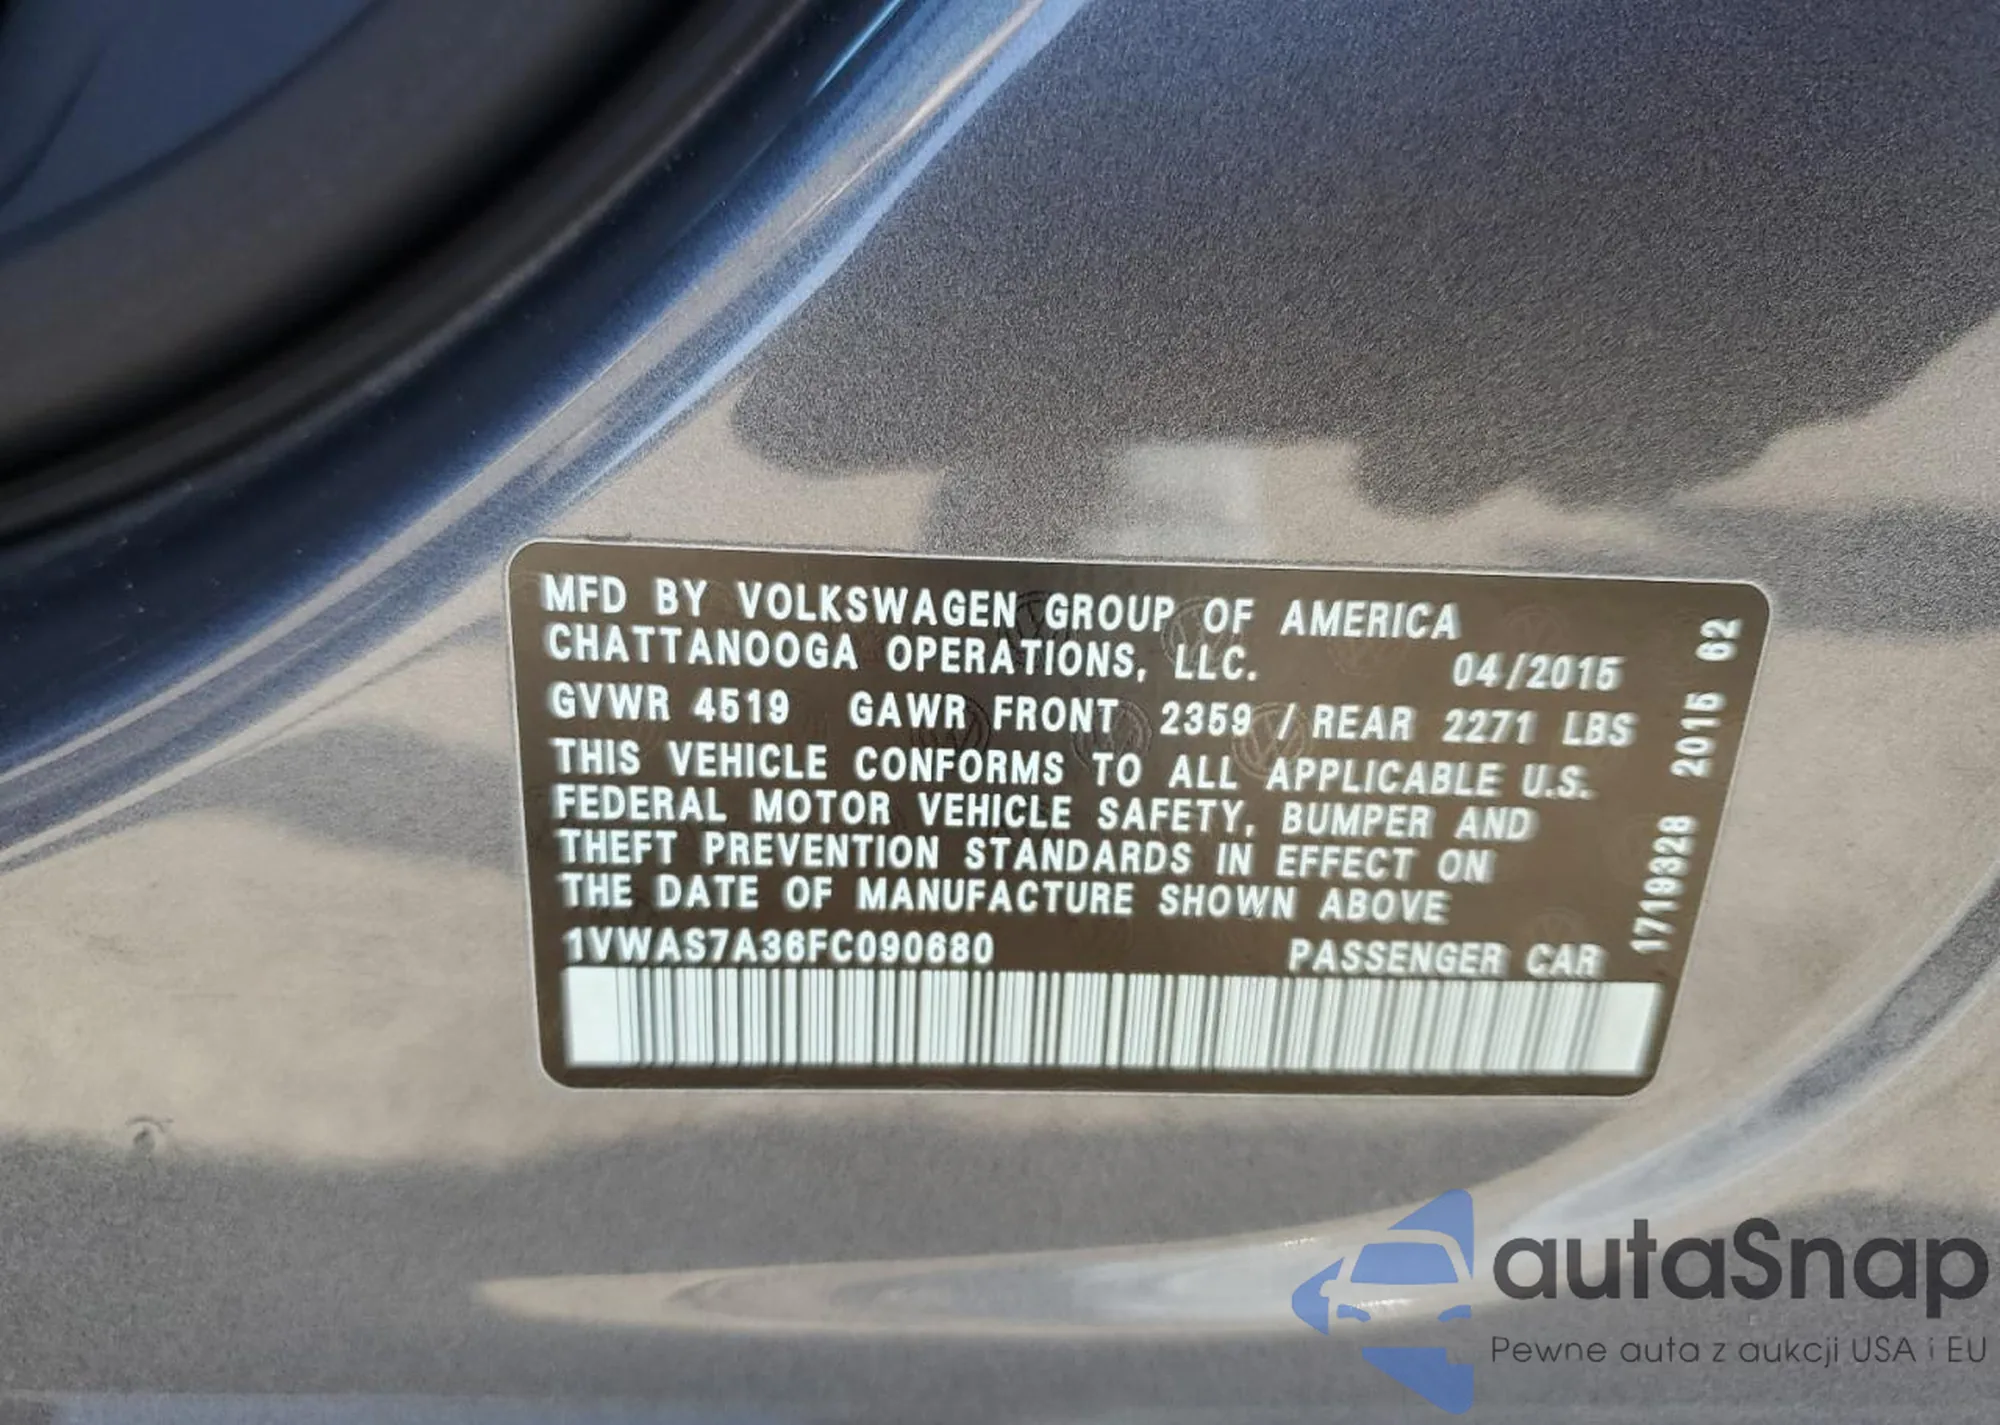 MFD BY VOLKSWAGEN GROUP OF AMERICA
CHATTANOOGA OPERATIONS, LLC. 04/2015
GVWR 4519 GAWR FRONT 2359 / REAR 2271 LBS
THIS VEHICLE CONFORMS TO ALL APPLICABLE U.S.
FEDERAL MOTOR VEHICLE SAFETY, BUMPER AND
THEFT PREVENTION STANDARDS IN EFFECT ON
THE DATE OF MANUFACTURE SHOWN ABOVE
1VWAS7A36FC090680 PASSENGER CAR
1719328 2015 62
autaSnap
Pewne auta z aukcji USA i EU